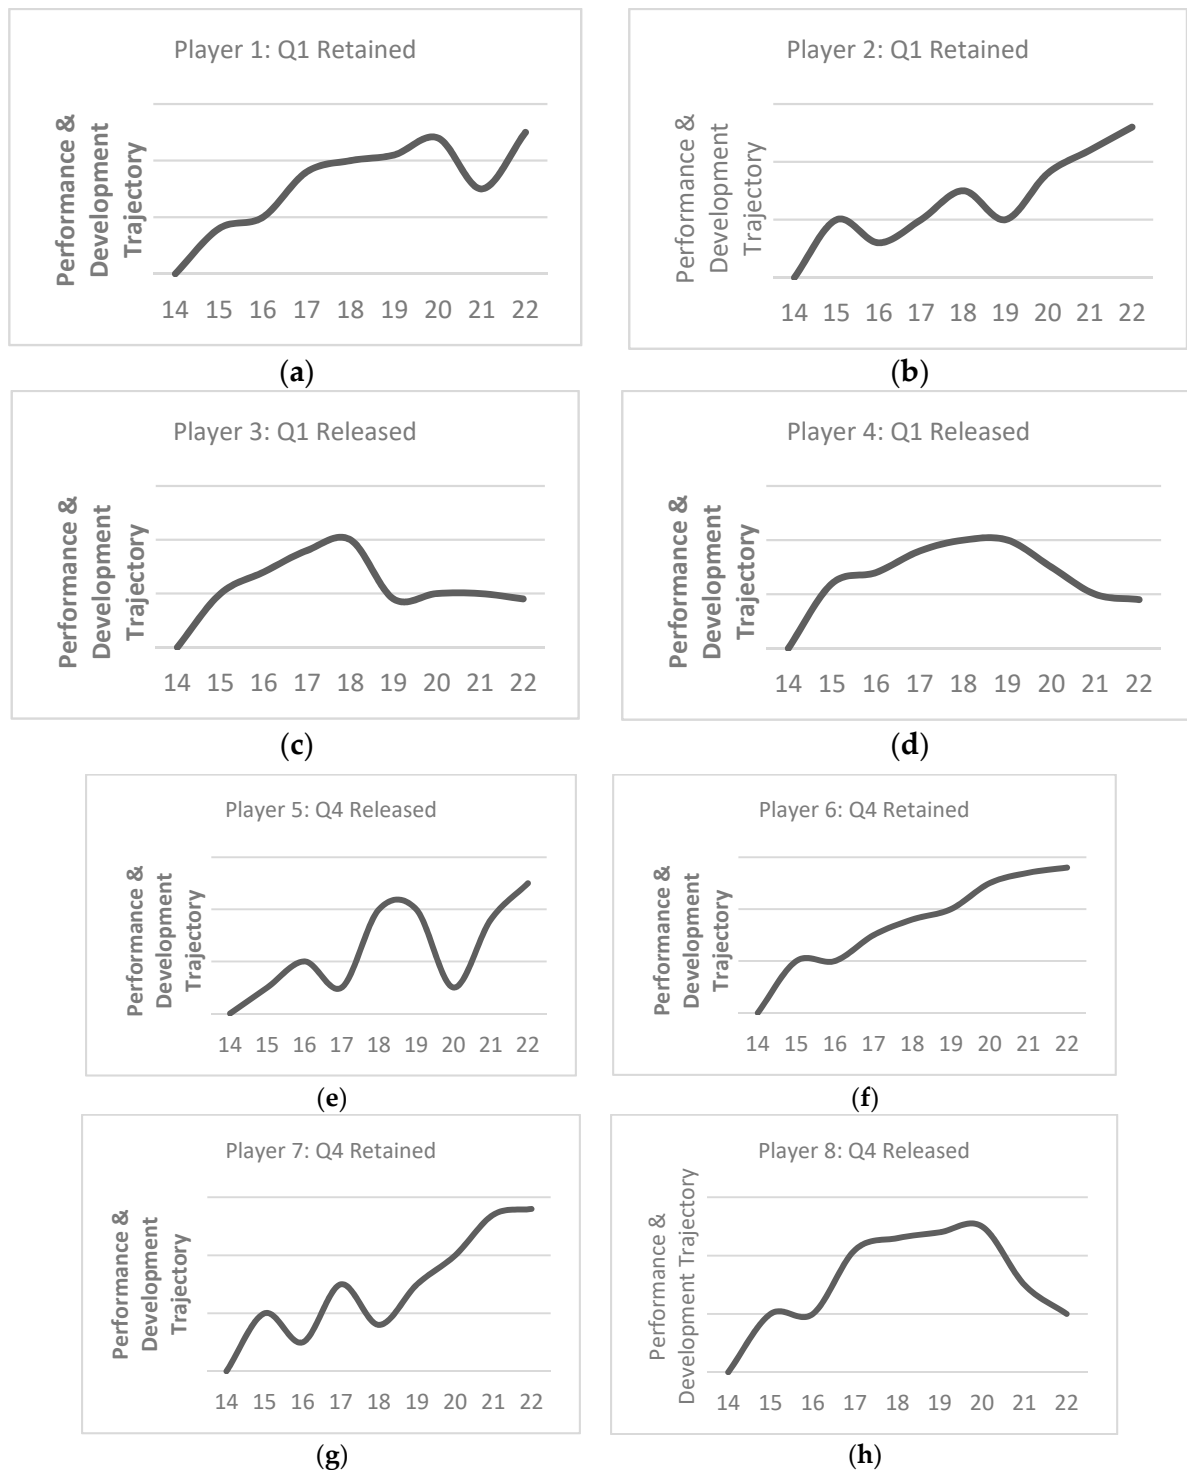 Player 1: Q1 Retained
Performance &
Development
Trajectory
14 15 16 17 18 19 20 21 22
(a)
Player 2: Q1 Retained
Performance &
Development
Trajectory
14 15 16 17 18 19 20 21 22
(b)
Player 3: Q1 Released
Performance &
Development
Trajectory
14 15 16 17 18 19 20 21 22
(c)
Player 4: Q1 Released
Performance &
Development
Trajectory
14 15 16 17 18 19 20 21 22
(d)
Player 5: Q4 Released
Performance &
Development
Trajectory
14 15 16 17 18 19 20 21 22
(e)
Player 6: Q4 Retained
Performance &
Development
Trajectory
14 15 16 17 18 19 20 21 22
(f)
Player 7: Q4 Retained
Performance &
Development
Trajectory
14 15 16 17 18 19 20 21 22
(g)
Player 8: Q4 Released
Performance &
Development Trajectory
14 15 16 17 18 19 20 21 22
(h)